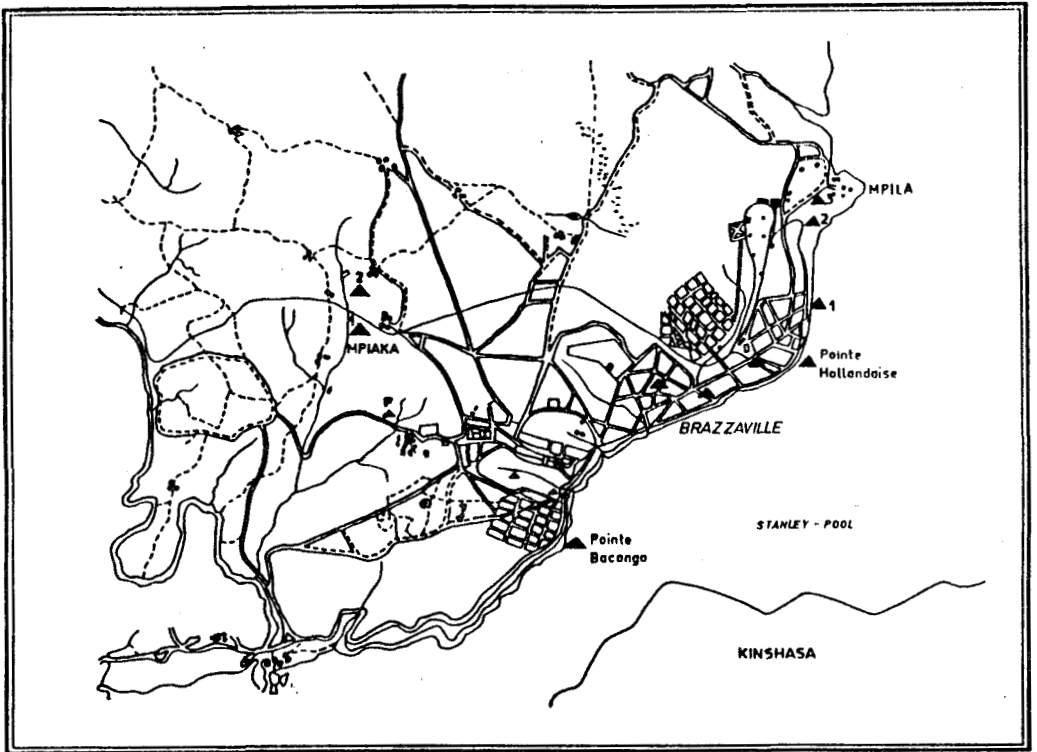 MPILA
2
1
2
MPIAKA
Pointe
Hollandaise
BRAZZAVILLE
STANLEY - POOL
Pointe
Bacongo
KINSHASA